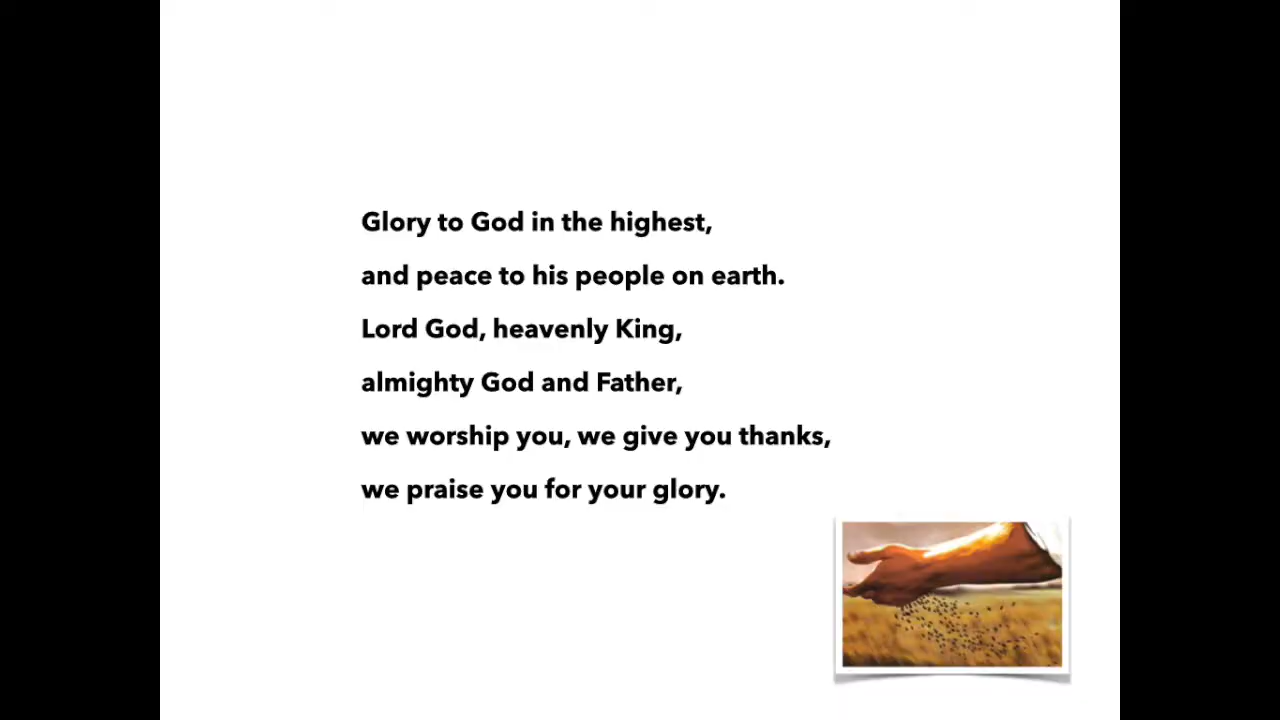 Glory to God in the highest,
and peace to his people on earth.
Lord God, heavenly King,
almighty God and Father,
we worship you, we give you thanks,
we praise you for your glory.